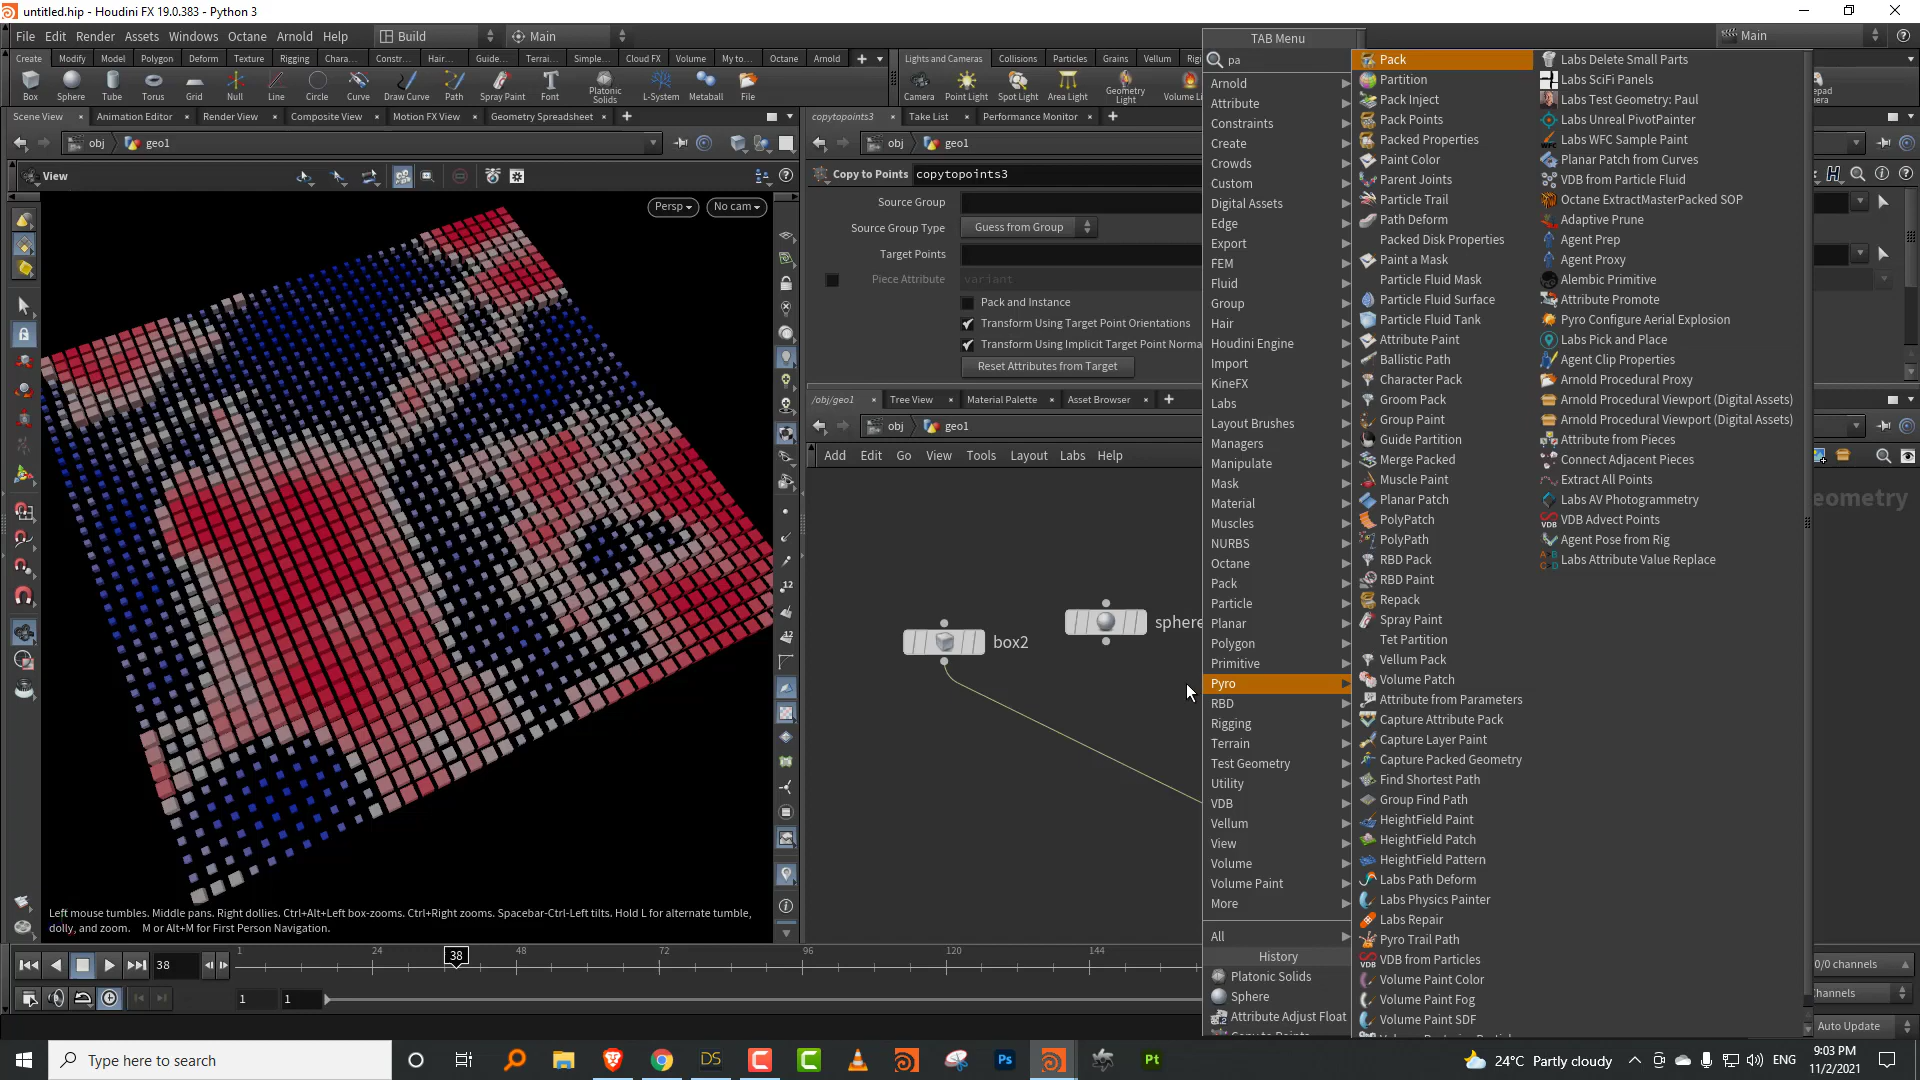 untitled.hip - Houdini FX 19.0.383 - Python 3
File Edit Render Assets Windows Octane Arnold Help Build Main
Main
Create Modify Model Polygon Deform Texture Rigging Chara... Constr... Hair... Guide... Terrain... Simple... Cloud FX Volume My to... Octane Arnold
Lights and Cameras Collisions Particles Grains Vellum
Box Sphere Tube Torus Grid Null Line Circle Curve Draw Curve Path Spray Paint Font Platonic Solids L-System Metaball File
Camera Point Light Spot Light Area Light Geometry Light
Scene View Animation Editor Render View Composite View Motion FX View Geometry Spreadsheet
copytopoints3 Take List Performance Monitor
obj geo1
obj geo1
View
Persp No cam
Copy to Points copytopoints3
Source Group
Source Group Type Guess from Group
Target Points
Piece Attribute variant
Pack and Instance
Transform Using Target Point Orientations
Transform Using Implicit Target Point Norma
Reset Attributes from Target
/obj/geo1 Tree View Material Palette Asset Browser
obj geo1
Add Edit Go View Tools Layout Labs Help
box2
sphere
eometry
TAB Menu
pa
Arnold
Attribute
Constraints
Create
Crowds
Custom
Digital Assets
Edge
Export
FEM
Fluid
Group
Hair
Houdini Engine
Import
KineFX
Labs
Layout Brushes
Managers
Manipulate
Mask
Material
Muscles
NURBS
Octane
Pack
Particle
Planar
Polygon
Primitive
Pyro
RBD
Rigging
Terrain
Test Geometry
Utility
VDB
Vellum
View
Volume
Volume Paint
More
All
History
Platonic Solids
Sphere
Attribute Adjust Float
Pack
Partition
Pack Inject
Pack Points
Packed Properties
Paint Color
Parent Joints
Particle Trail
Path Deform
Packed Disk Properties
Paint a Mask
Particle Fluid Mask
Particle Fluid Surface
Particle Fluid Tank
Attribute Paint
Ballistic Path
Character Pack
Groom Pack
Group Paint
Guide Partition
Merge Packed
Muscle Paint
Planar Patch
PolyPatch
PolyPath
RBD Pack
RBD Paint
Repack
Spray Paint
Tet Partition
Vellum Pack
Volume Patch
Attribute from Parameters
Capture Attribute Pack
Capture Layer Paint
Capture Packed Geometry
Find Shortest Path
Group Find Path
HeightField Paint
HeightField Patch
HeightField Pattern
Labs Path Deform
Labs Physics Painter
Labs Repair
Pyro Trail Path
VDB from Particles
Volume Paint Color
Volume Paint Fog
Volume Paint SDF
Labs Delete Small Parts
Labs SciFi Panels
Labs Test Geometry: Paul
Labs Unreal PivotPainter
Labs WFC Sample Paint
Planar Patch from Curves
VDB from Particle Fluid
Octane ExtractMasterPacked SOP
Adaptive Prune
Agent Prep
Agent Proxy
Alembic Primitive
Attribute Promote
Pyro Configure Aerial Explosion
Labs Pick and Place
Agent Clip Properties
Arnold Procedural Proxy
Arnold Procedural Viewport (Digital Assets)
Arnold Procedural Viewport (Digital Assets)
Attribute from Pieces
Connect Adjacent Pieces
Extract All Points
Labs AV Photogrammetry
VDB Advect Points
Agent Pose from Rig
Labs Attribute Value Replace
Left mouse tumbles. Middle pans. Right dollies. Ctrl+Alt+Left box-zooms. Ctrl+Right zooms. Spacebar-Ctrl-Left tilts. Hold L for alternate tumble,
dolly, and zoom. M or Alt+M for First Person Navigation.
38
1 24 38 48 72 96 120 144
1 1
0/0 channels
Auto Update
Type here to search
24°C Partly cloudy
ENG
9:03 PM
11/2/2021